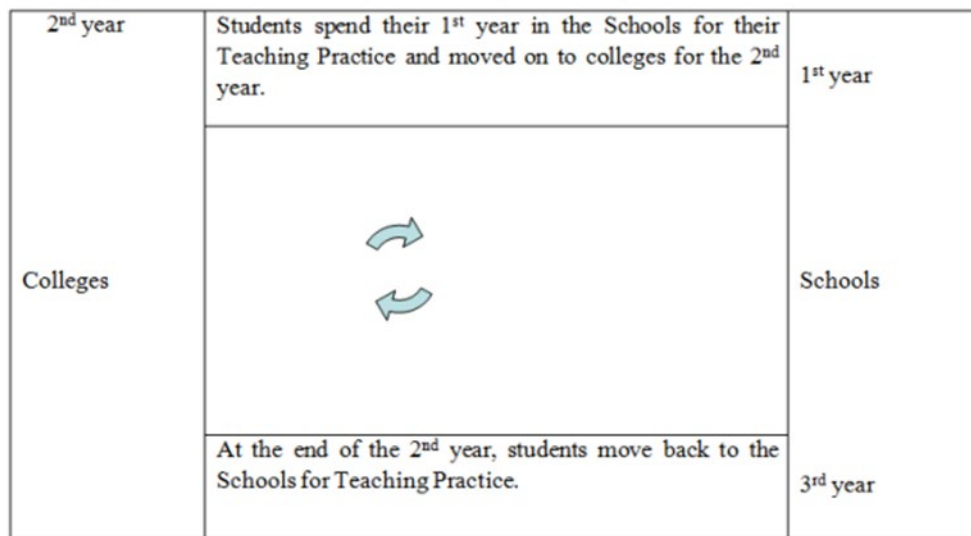 2nd year
Students spend their 1st year in the Schools for their
Teaching Practice and moved on to colleges for the 2nd
year.
1st year
Colleges
Schools
At the end of the 2nd year, students move back to the
Schools for Teaching Practice.
3rd year